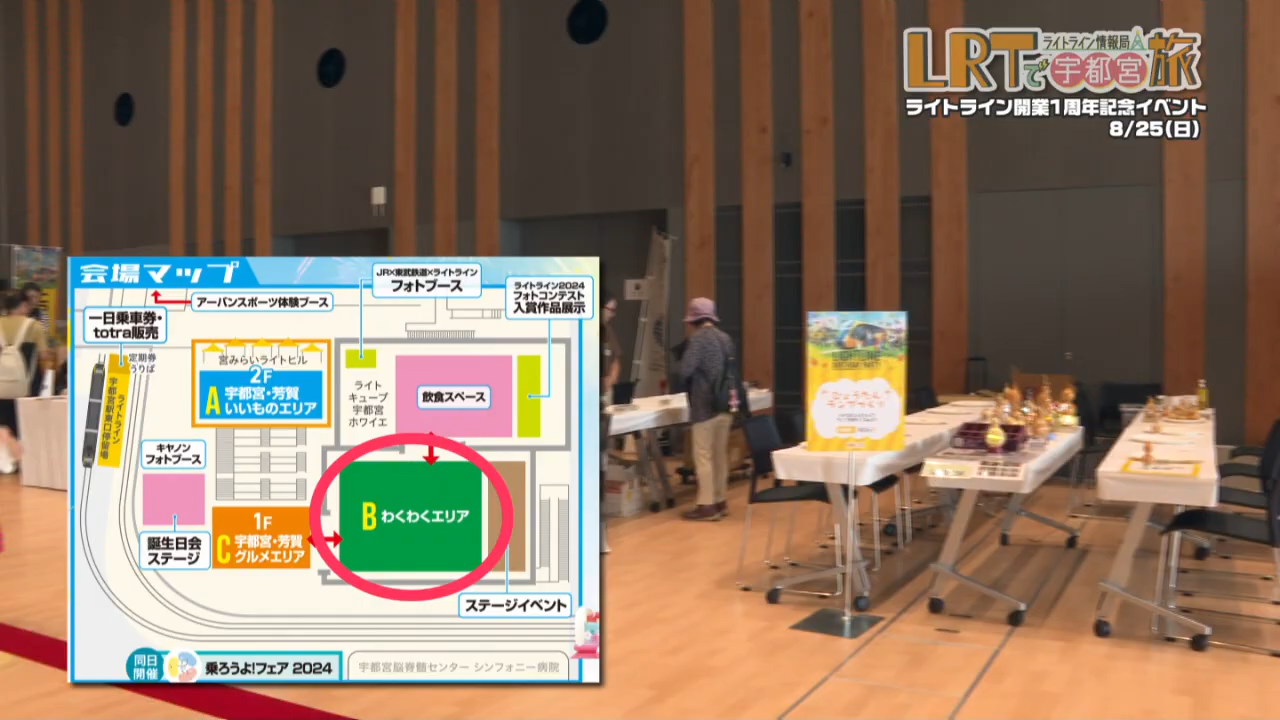 ライトライン情報局
LRTで宇都宮旅
ライトライン開業1周年記念イベント
8/25(日)
会場マップ
アーバンスポーツ体験ブース
JR×東武鉄道×ライトライン
フォトブース
ライトライン2024
フォトコンテスト
入賞作品展示
一日乗車券・
totra販売
定期券
うりば
ライトライン
宇都宮駅東口停留場
宮みらいライトヒル
2F
A 宇都宮・芳賀
いいものエリア
ライト
キューブ
宇都宮
ホワイエ
飲食スペース
キヤノン
フォトブース
誕生日会
ステージ
1F
C 宇都宮・芳賀
グルメエリア
B わくわくエリア
ステージイベント
同日
開催
乗ろうよ!フェア 2024
宇都宮脳脊髄センター シンフォニー病院